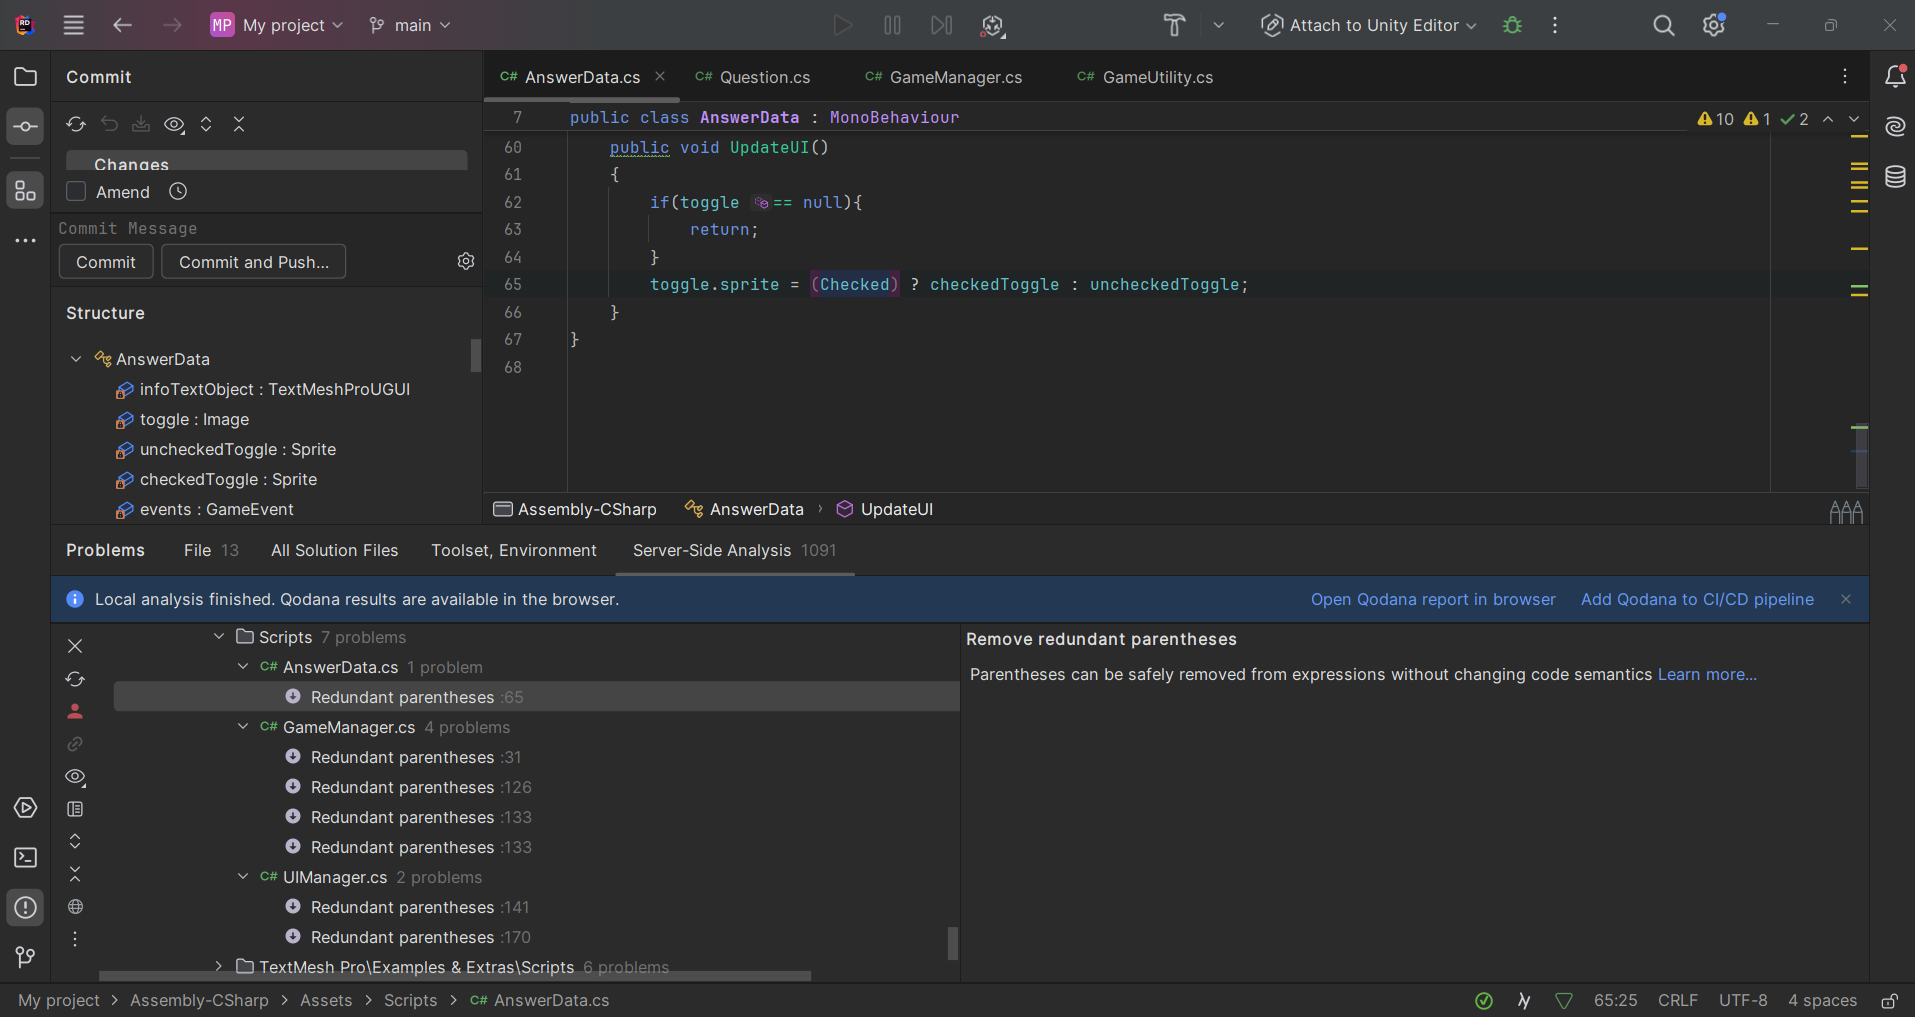 MP My project main Attach to Unity Editor
Commit
Changes
Amend
Commit Message
Commit Commit and Push...
Structure
AnswerData
infoTextObject : TextMeshProUGUI
toggle : Image
uncheckedToggle : Sprite
checkedToggle : Sprite
events : GameEvent
C# AnswerData.cs C# Question.cs C# GameManager.cs C# GameUtility.cs
7 public class AnswerData : MonoBehaviour 10 1 2
60 public void UpdateUI()
61 {
62 if(toggle == null){
63 return;
64 }
65 toggle.sprite = (Checked) ? checkedToggle : uncheckedToggle;
66 }
67 }
68
Assembly-CSharp AnswerData › UpdateUI
Problems File 13 All Solution Files Toolset, Environment Server-Side Analysis 1091
Local analysis finished. Qodana results are available in the browser. Open Qodana report in browser Add Qodana to CI/CD pipeline
Scripts 7 problems
C# AnswerData.cs 1 problem
Redundant parentheses :65
C# GameManager.cs 4 problems
Redundant parentheses :31
Redundant parentheses :126
Redundant parentheses :133
Redundant parentheses :133
C# UIManager.cs 2 problems
Redundant parentheses :141
Redundant parentheses :170
TextMesh Pro\Examples & Extras\Scripts 6 problems
Remove redundant parentheses
Parentheses can be safely removed from expressions without changing code semantics Learn more...
My project > Assembly-CSharp > Assets > Scripts > C# AnswerData.cs 65:25 CRLF UTF-8 4 spaces